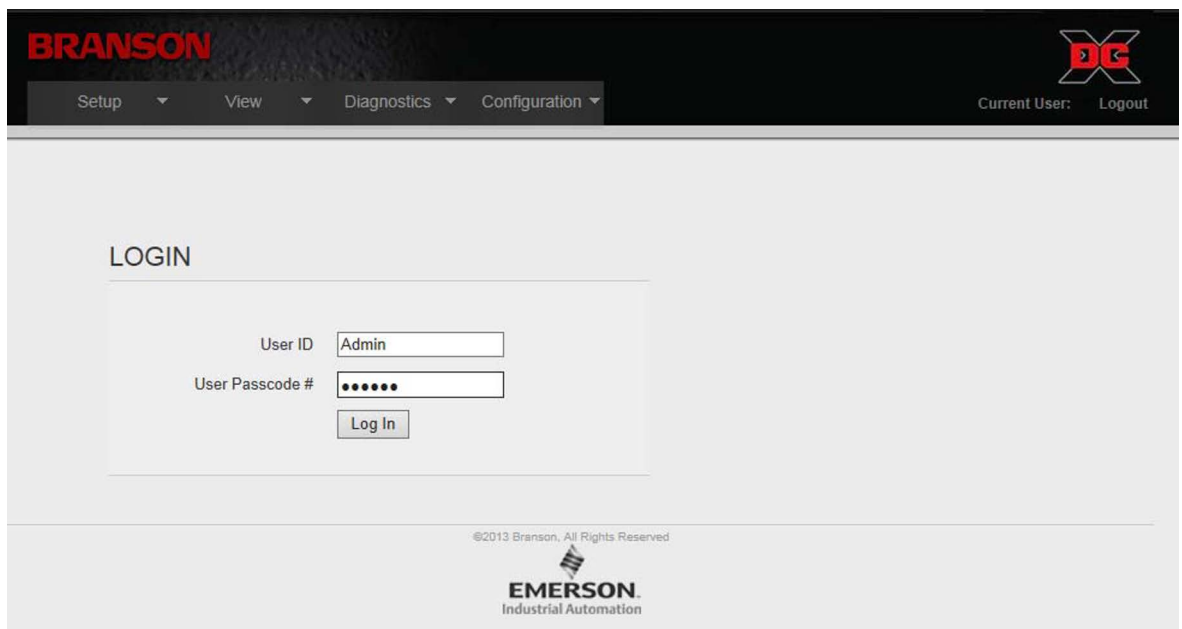 BRANSON
DCX
Setup View Diagnostics Configuration
Current User: Logout
LOGIN
User ID Admin
User Passcode # ••••••
Log In
©2013 Branson, All Rights Reserved
EMERSON.
Industrial Automation